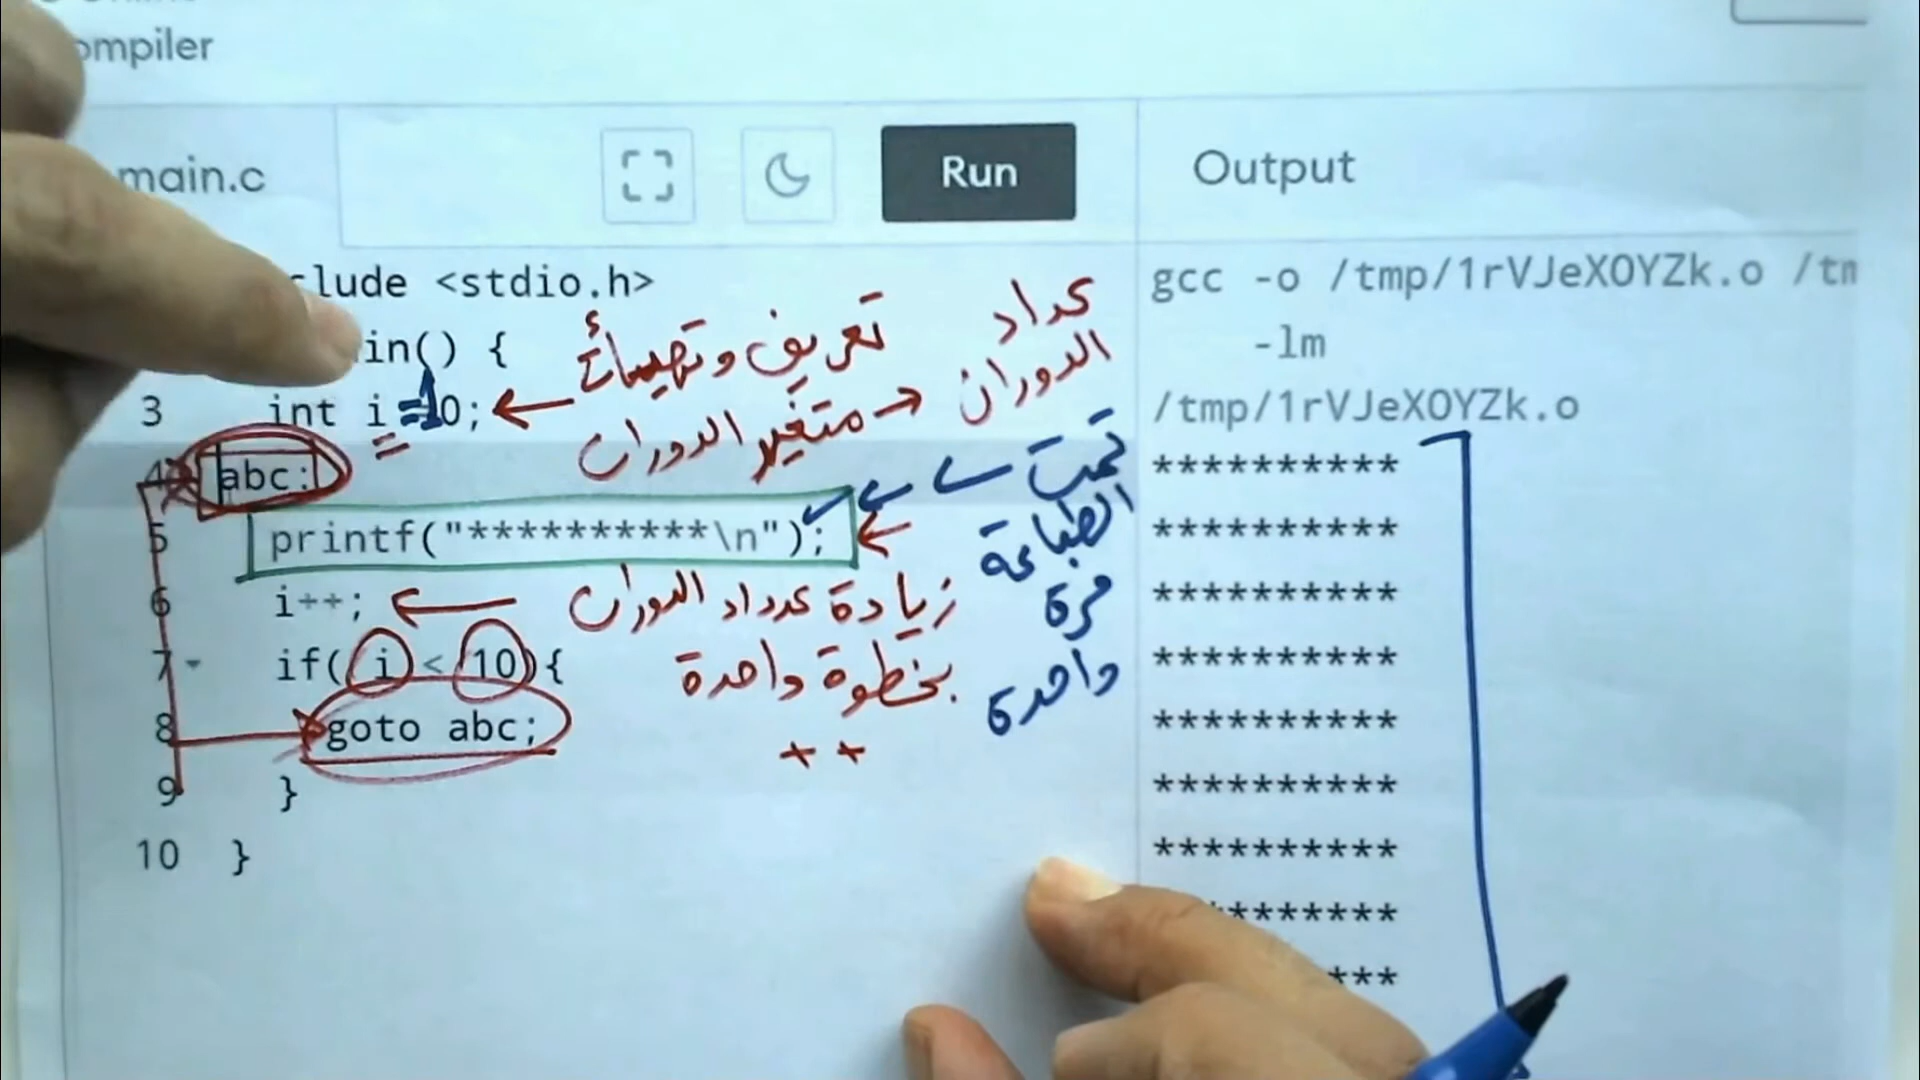 ompiler
main.c
Run
Output
clude <stdio.h>
in() {
3 int i=10;
4 abc:
5 printf("**********\n");
6 i++;
7 if( i < 10){
8 goto abc;
9 }
10 }
تعريف وتهيئة
متغير الدوران
عداد
الدوران
تمت
الطباعة
مرة
واحدة
زيادة عداد الدوران
بخطوة واحدة
++
gcc -o /tmp/1rVJeXOYZk.o /tm
-lm
/tmp/1rVJeXOYZk.o
**********
**********
**********
**********
**********
**********
**********
*********
***